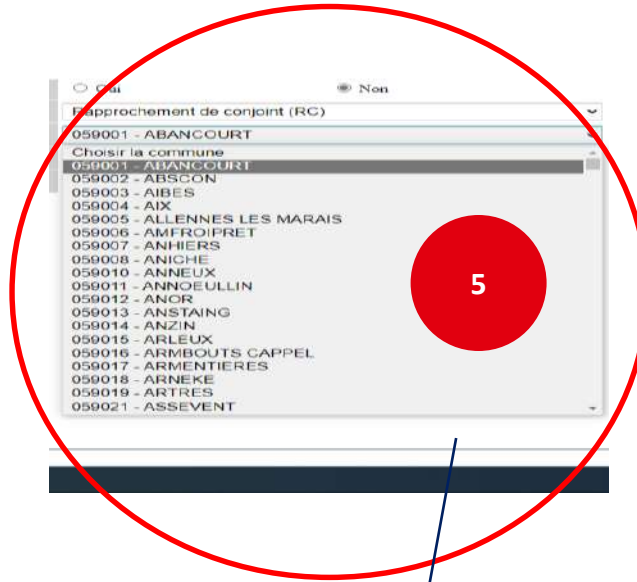 Oui Non
Rapprochement de conjoint (RC)
059001 - ABANCOURT
Choisir la commune
059001 - ABANCOURT
059002 - ABSCON
059003 - AIBES
059004 - AIX
059005 - ALLENNES LES MARAIS
059006 - AMFROIPRET
059007 - ANHIERS
059008 - ANICHE
059010 - ANNEUX
059011 - ANNOEULLIN
059012 - ANOR
059013 - ANSTAING
059014 - ANZIN
059015 - ARLEUX
059016 - ARMBOUTS CAPPEL
059017 - ARMENTIERES
059018 - ARNEKE
059019 - ARTRES
059021 - ASSEVENT
5